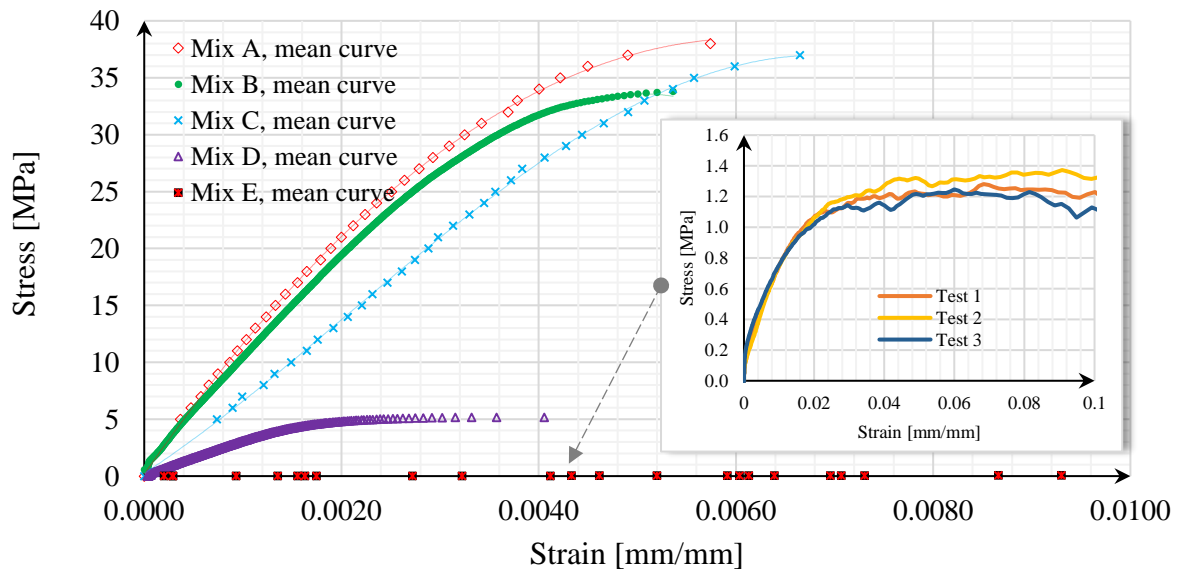 Stress [MPa]
40
35
30
25
20
15
10
5
0
Mix A, mean curve
Mix B, mean curve
Mix C, mean curve
Mix D, mean curve
Mix E, mean curve
0.0000
0.0020
0.0040
0.0060
0.0080
0.0100
Strain [mm/mm]
Stress [MPa]
1.6
1.4
1.2
1.0
0.8
0.6
0.4
0.2
0.0
Test 1
Test 2
Test 3
0
0.02
0.04
0.06
0.08
0.1
Strain [mm/mm]